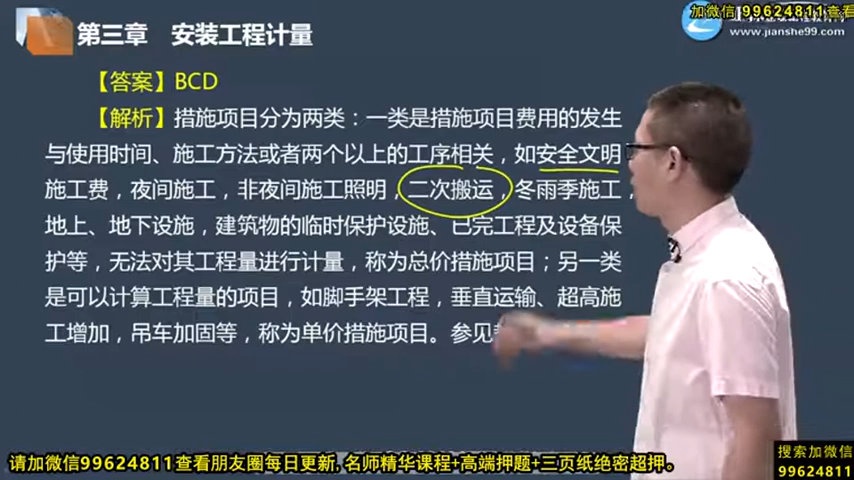 加微信 99624811查看
第三章 安装工程计量
www.jianshe99.com
【答案】BCD
【解析】措施项目分为两类：一类是措施项目费用的发生
与使用时间、施工方法或者两个以上的工序相关，如安全文明
施工费，夜间施工，非夜间施工照明，二次搬运，冬雨季施工，
地上、地下设施，建筑物的临时保护设施、已完工程及设备保
护等，无法对其工程量进行计量，称为总价措施项目；另一类
是可以计算工程量的项目，如脚手架工程，垂直运输、超高施
工增加，吊车加固等，称为单价措施项目。参见
请加微信99624811查看朋友圈每日更新,名师精华课程+高端押题+三页纸绝密超押。
搜索加微信
99624811